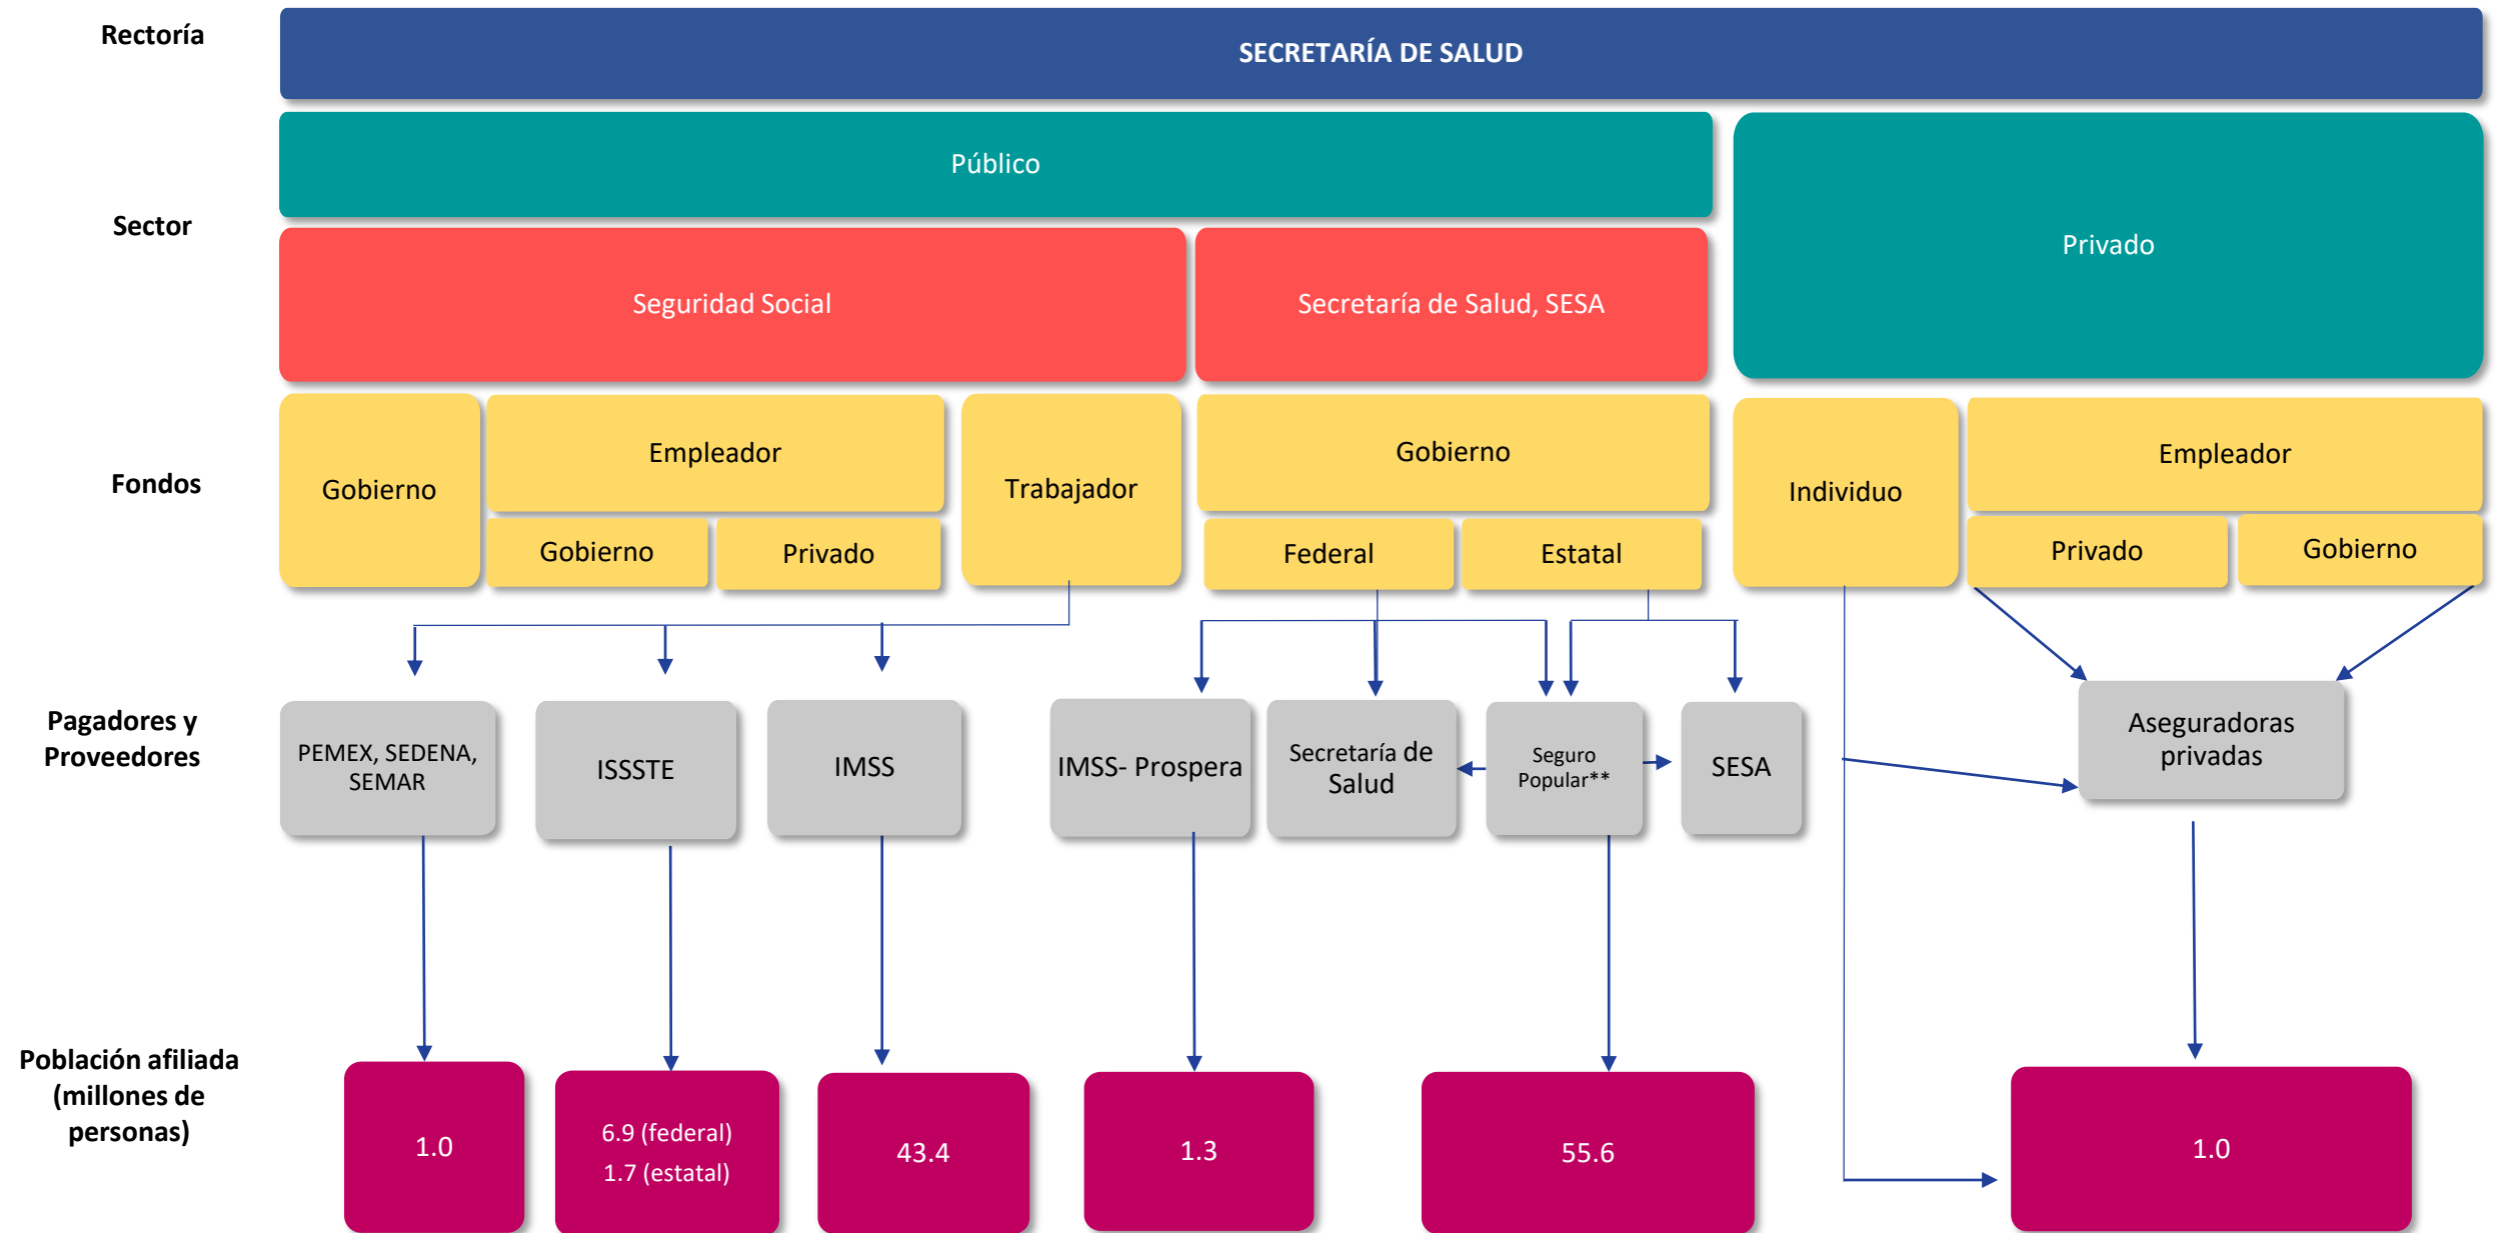 Rectoría
SECRETARÍA DE SALUD
Sector
Público
Privado
Seguridad Social
Secretaría de Salud, SESA
Fondos
Gobierno
Empleador
Gobierno
Privado
Trabajador
Gobierno
Federal
Estatal
Individuo
Empleador
Privado
Gobierno
Pagadores y
Proveedores
PEMEX, SEDENA,
SEMAR
ISSSTE
IMSS
IMSS- Prospera
Secretaría de
Salud
Seguro
Popular**
SESA
Aseguradoras
privadas
Población afiliada
(millones de
personas)
1.0
6.9 (federal)
1.7 (estatal)
43.4
1.3
55.6
1.0